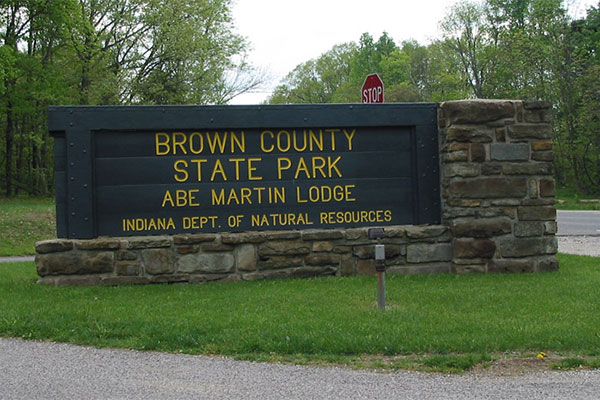 STOP
BROWN COUNTY
STATE PARK
ABE MARTIN LODGE
INDIANA DEPT. OF NATURAL RESOURCES